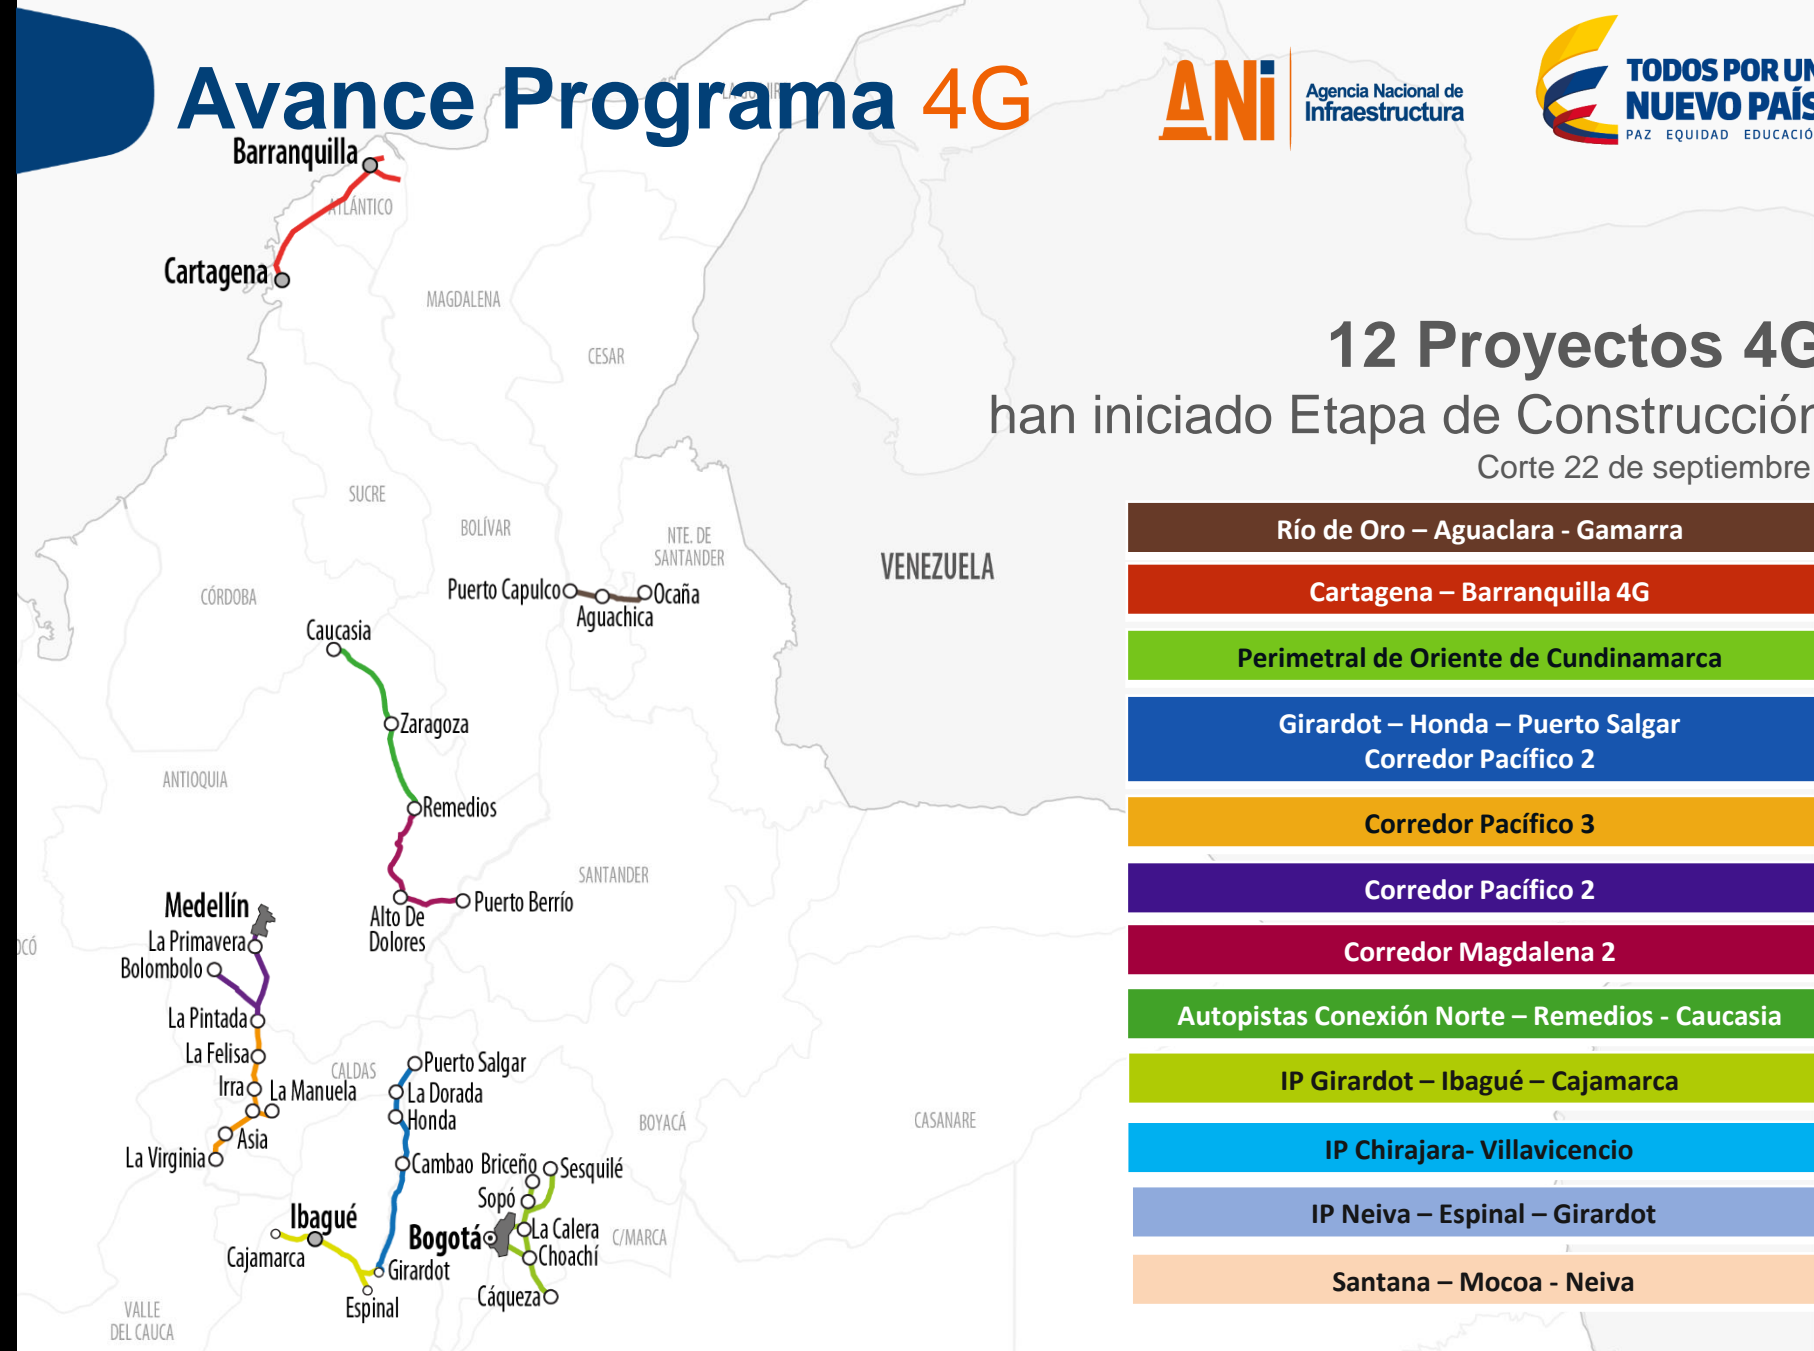 Avance Programa 4G
ANi
Agencia Nacional de
Infraestructura
TODOS POR UN
NUEVO PAÍS
PAZ EQUIDAD EDUCACIÓ
12 Proyectos 4G
han iniciado Etapa de Construcción
Corte 22 de septiembre
Río de Oro – Aguaclara - Gamarra
Cartagena – Barranquilla 4G
Perimetral de Oriente de Cundinamarca
Girardot – Honda – Puerto Salgar
Corredor Pacífico 2
Corredor Pacífico 3
Corredor Pacífico 2
Corredor Magdalena 2
Autopistas Conexión Norte – Remedios - Caucasia
IP Girardot – Ibagué – Cajamarca
IP Chirajara- Villavicencio
IP Neiva – Espinal – Girardot
Santana – Mocoa - Neiva
Barranquilla
ATLÁNTICO
Cartagena
MAGDALENA
CESAR
SUCRE
BOLÍVAR
NTE. DE
SANTANDER
VENEZUELA
CÓRDOBA
Puerto Capulco
Ocaña
Aguachica
Caucasia
Zaragoza
ANTIOQUIA
Remedios
SANTANDER
Medellín
Puerto Berrío
Alto De
Dolores
La Primavera
OCÓ
Bolombolo
La Pintada
La Felisa
CALDAS
Puerto Salgar
Irra
La Manuela
La Dorada
Honda
BOYACÁ
CASANARE
Asia
La Virginia
Cambao
Briceño
Sesquilé
Sopó
Ibagué
Bogotá
La Calera
C/MARCA
Cajamarca
Choachí
Girardot
Espinal
Cáqueza
VALLE
DEL CAUCA